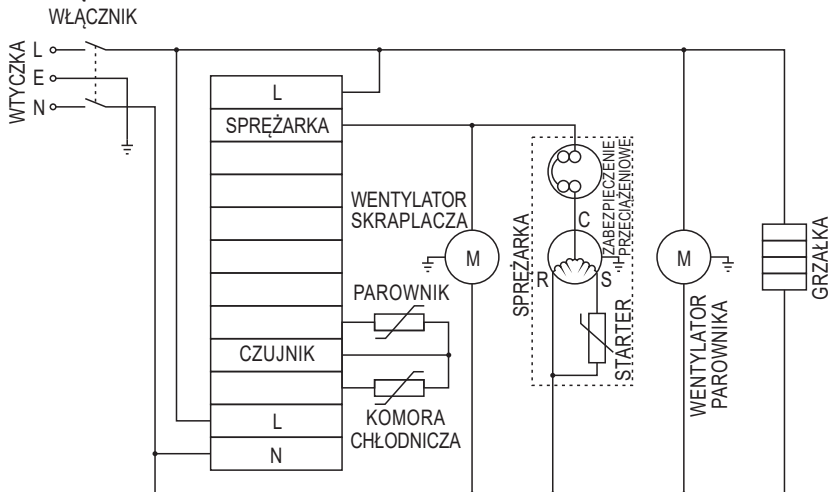 WŁĄCZNIK
WTYCZKA
L
E
N
L
SPRĘŻARKA
CZUJNIK
L
N
WENTYLATOR
SKRAPLACZA
M
PAROWNIK
KOMORA
CHŁODNICZA
SPRĘŻARKA
ZABEZPIECZENIE
PRZECIĄŻENIOWE
C
R
S
STARTER
M
WENTYLATOR
PAROWNIKA
GRZAŁKA